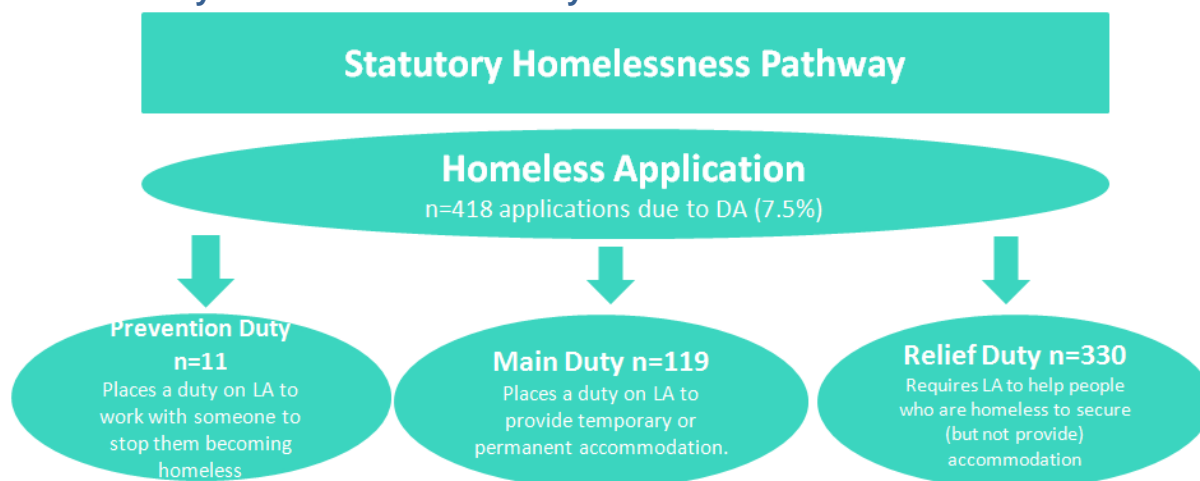 Statutory Homelessness Pathway
Homeless Application
n=418 applications due to DA (7.5%)
Prevention Duty
n=11
Places a duty on LA to
work with someone to
stop them becoming
homeless
Main Duty n=119
Places a duty on LA to
provide temporary or
permanent accommodation.
Relief Duty n=330
Requires LA to help people
who are homeless to secure
(but not provide)
accommodation